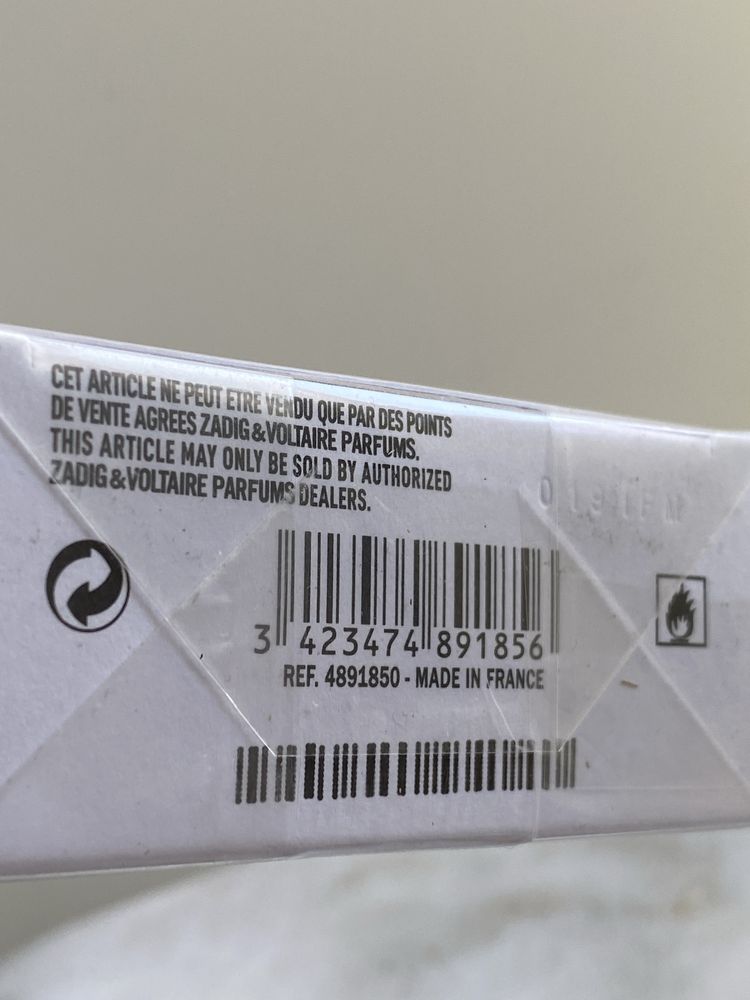 CET ARTICLE NE PEUT ETRE VENDU QUE PAR DES POINTS
DE VENTE AGREES ZADIG&VOLTAIRE PARFUMS.
THIS ARTICLE MAY ONLY BE SOLD BY AUTHORIZED
ZADIG&VOLTAIRE PARFUMS DEALERS.
3 423474 891856
REF. 4891850 - MADE IN FRANCE